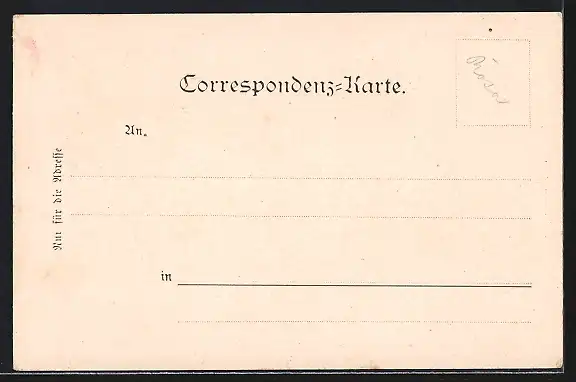 Correspondenz-Karte.
An.
in
Nur für die Adresse